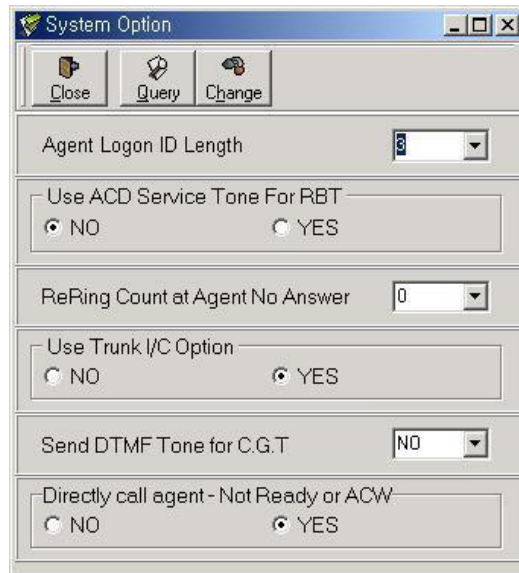 System Option
Close Query Change
Agent Logon ID Length 3
Use ACD Service Tone For RBT
NO YES
ReRing Count at Agent No Answer 0
Use Trunk I/C Option
NO YES
Send DTMF Tone for C.G.T NO
Directly call agent - Not Ready or ACW
NO YES